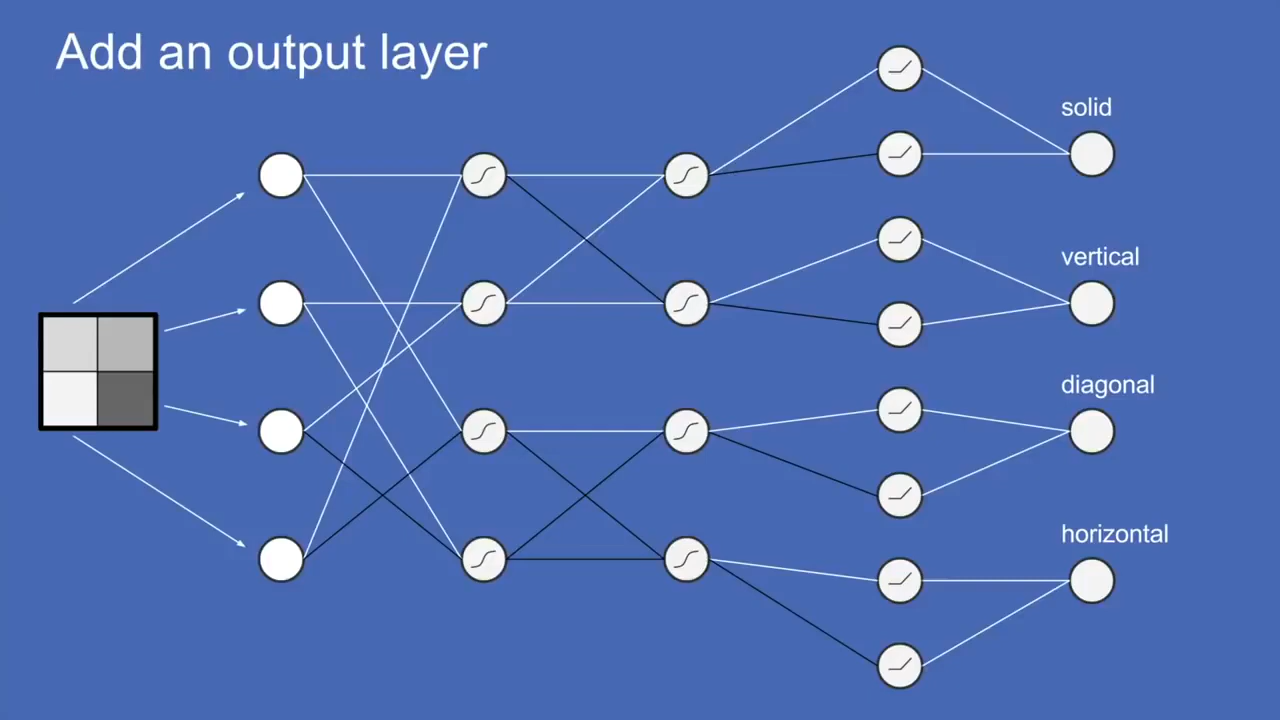 Add an output layer
solid
vertical
diagonal
horizontal